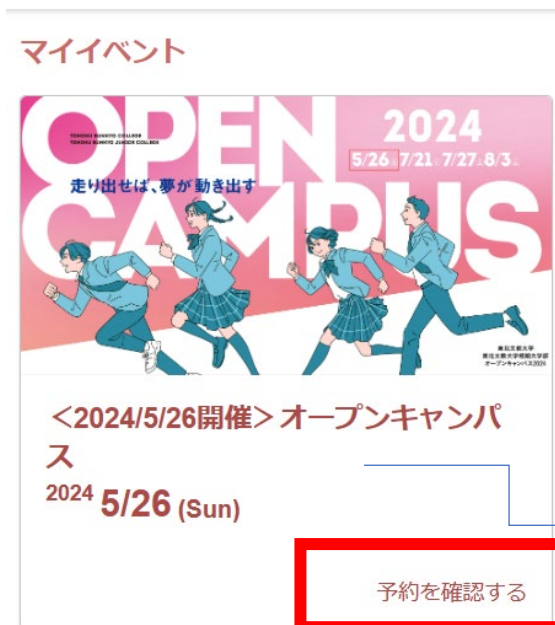 マイイベント
OPEN
CAMPUS
TOHOKU BUNKYO COLLEGE
TOHOKU BUNKYO JUNIOR COLLEGE
2024
5/26 7/21 7/27 8/3
走り出せば、夢が動き出す
東北文教大学
東北文教大学短期大学部
オープンキャンパス2024
＜2024/5/26開催＞オープンキャンパ
ス
2024 5/26 (Sun)
予約を確認する